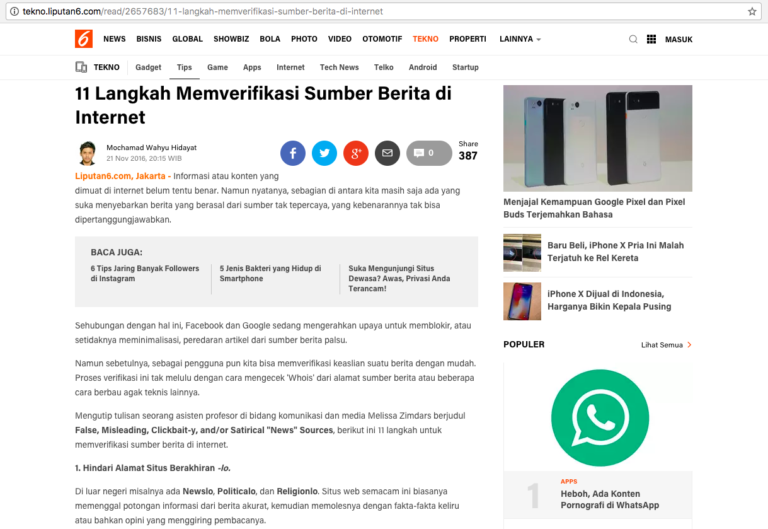 tekno.liputan6.com/read/2657683/11-langkah-memverifikasi-sumber-berita-di-internet
6 NEWS BISNIS GLOBAL SHOWBIZ BOLA PHOTO VIDEO OTOMOTIF TEKNO PROPERTI LAINNYA MASUK
TEKNO Gadget Tips Game Apps Internet Tech News Telko Android Startup
11 Langkah Memverifikasi Sumber Berita di
Internet
Mochamad Wahyu Hidayat
21 Nov 2016, 20:15 WIB
f g+ 0
Share
387
Liputan6.com, Jakarta - Informasi atau konten yang
dimuat di internet belum tentu benar. Namun nyatanya, sebagian di antara kita masih saja ada yang
suka menyebarkan berita yang berasal dari sumber tak tepercaya, yang kebenarannya tak bisa
dipertanggungjawabkan.
BACA JUGA:
6 Tips Jaring Banyak Followers
di Instagram
5 Jenis Bakteri yang Hidup di
Smartphone
Suka Mengunjungi Situs
Dewasa? Awas, Privasi Anda
Terancam!
Sehubungan dengan hal ini, Facebook dan Google sedang mengerahkan upaya untuk memblokir, atau
setidaknya meminimalisasi, peredaran artikel dari sumber berita palsu.
Namun sebetulnya, sebagai pengguna pun kita bisa memverifikasi keaslian suatu berita dengan mudah.
Proses verifikasi ini tak melulu dengan cara mengecek 'Whois' dari alamat sumber berita atau beberapa
cara berbau agak teknis lainnya.
Mengutip tulisan seorang asisten profesor di bidang komunikasi dan media Melissa Zimdars berjudul
False, Misleading, Clickbait-y, and/or Satirical "News" Sources, berikut ini 11 langkah untuk
memverifikasi sumber berita di internet.
1. Hindari Alamat Situs Berakhiran -lo.
Di luar negeri misalnya ada Newslo, Politicalo, dan Religionlo. Situs web semacam ini biasanya
memenggal potongan informasi dari berita akurat, kemudian memolesnya dengan fakta-fakta keliru
atau bahkan opini yang menggiring pembacanya.
Menjajal Kemampuan Google Pixel dan Pixel
Buds Terjemahkan Bahasa
Baru Beli, iPhone X Pria Ini Malah
Terjatuh ke Rel Kereta
iPhone X Dijual di Indonesia,
Harganya Bikin Kepala Pusing
POPULER Lihat Semua
1
APPS
Heboh, Ada Konten
Pornografi di WhatsApp